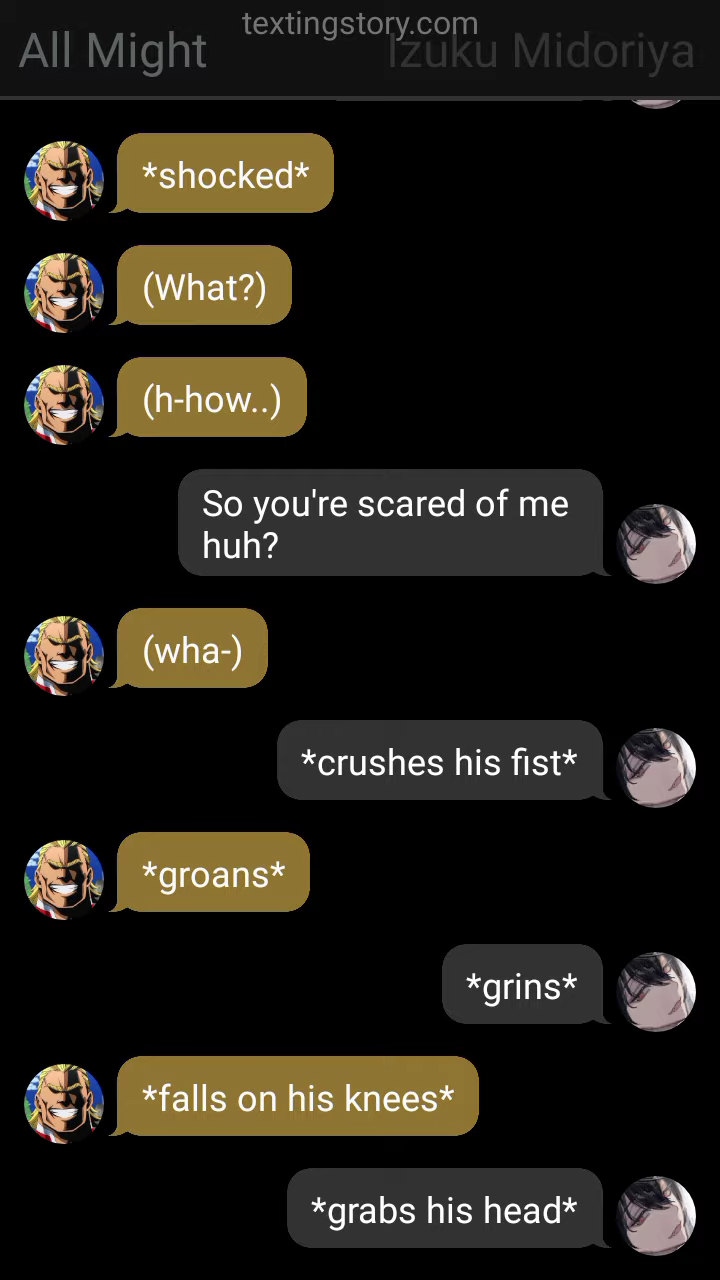 textingstory.com
All Might
Izuku Midoriya
*shocked*
(What?)
(h-how..)
So you're scared of me
huh?
(wha-)
*crushes his fist*
*groans*
*grins*
*falls on his knees*
*grabs his head*